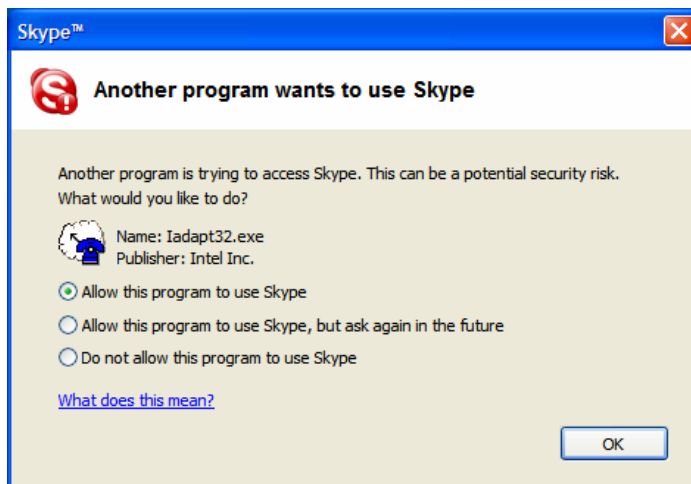 Skype™
Another program wants to use Skype
Another program is trying to access Skype. This can be a potential security risk.
What would you like to do?
Name: Iadapt32.exe
Publisher: Intel Inc.
Allow this program to use Skype
Allow this program to use Skype, but ask again in the future
Do not allow this program to use Skype
What does this mean?
OK